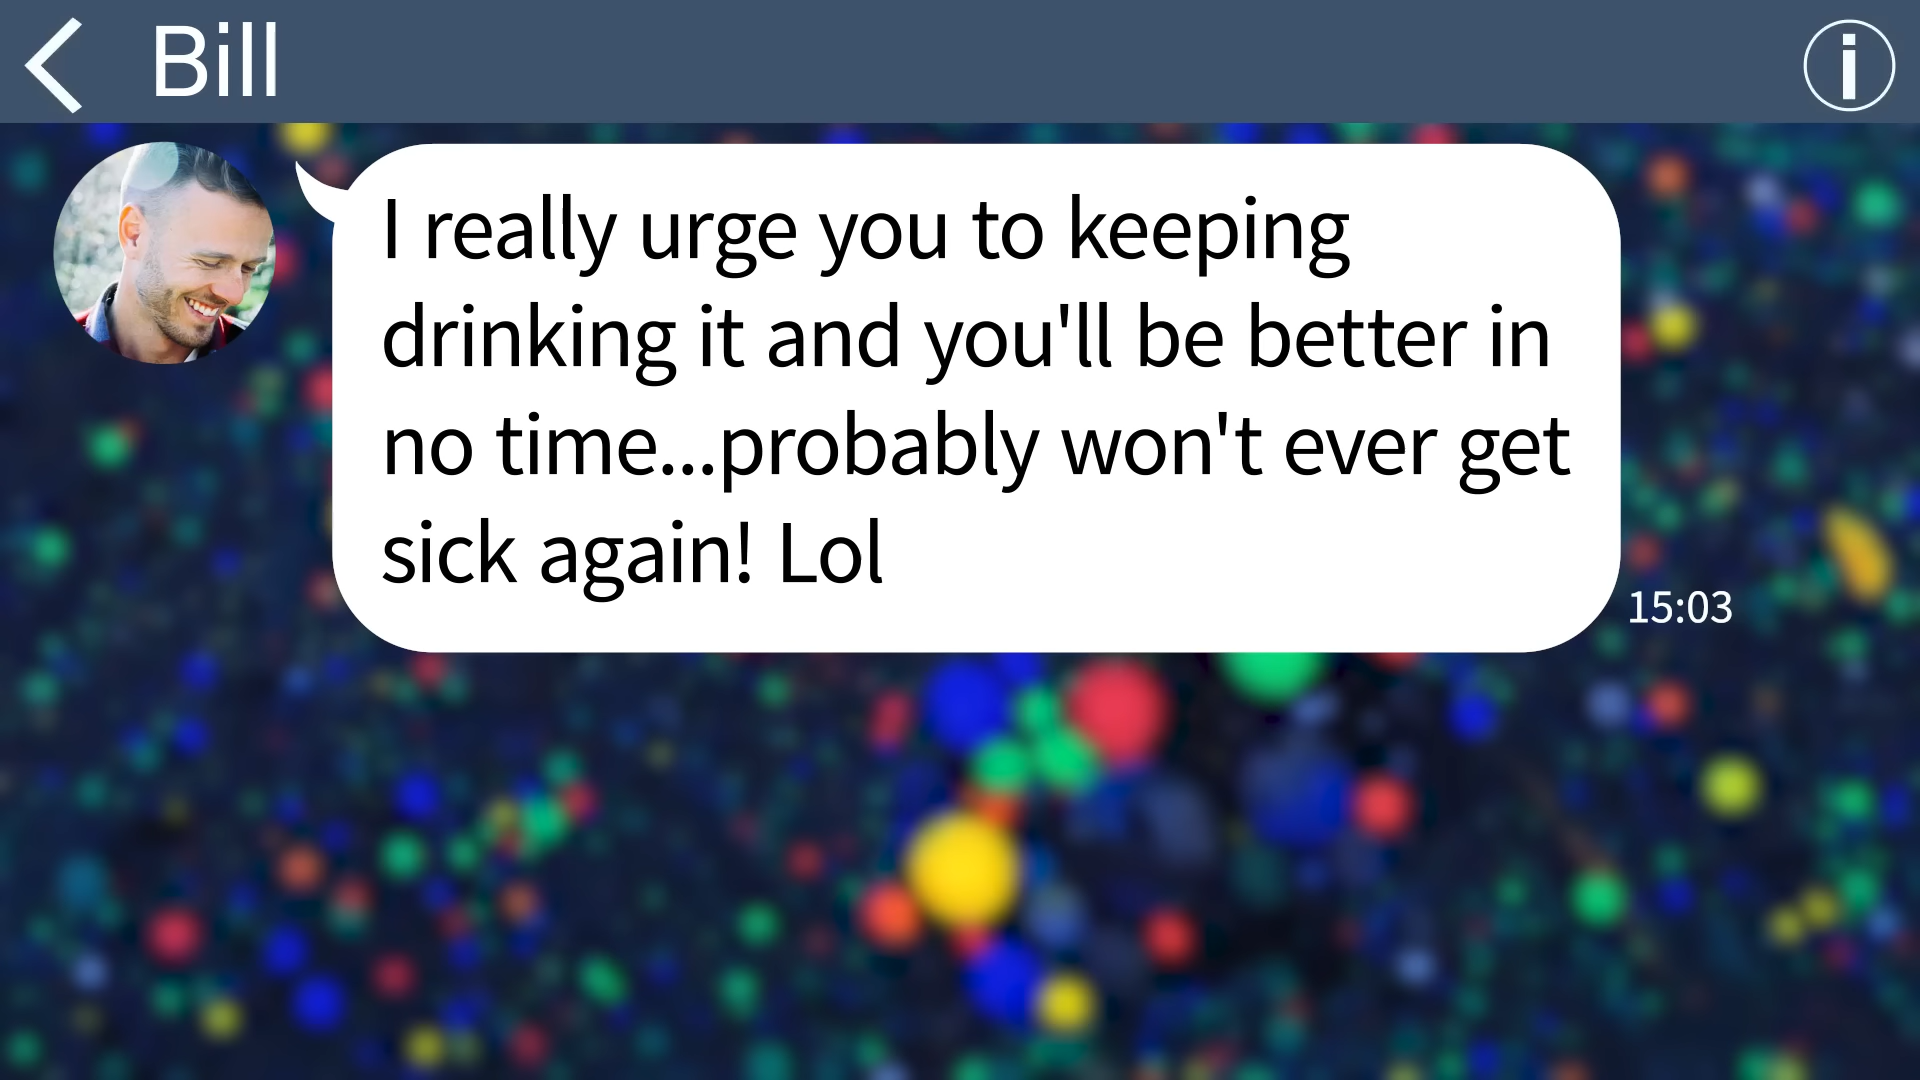 Bill
I really urge you to keeping
drinking it and you'll be better in
no time...probably won't ever get
sick again! Lol
15:03